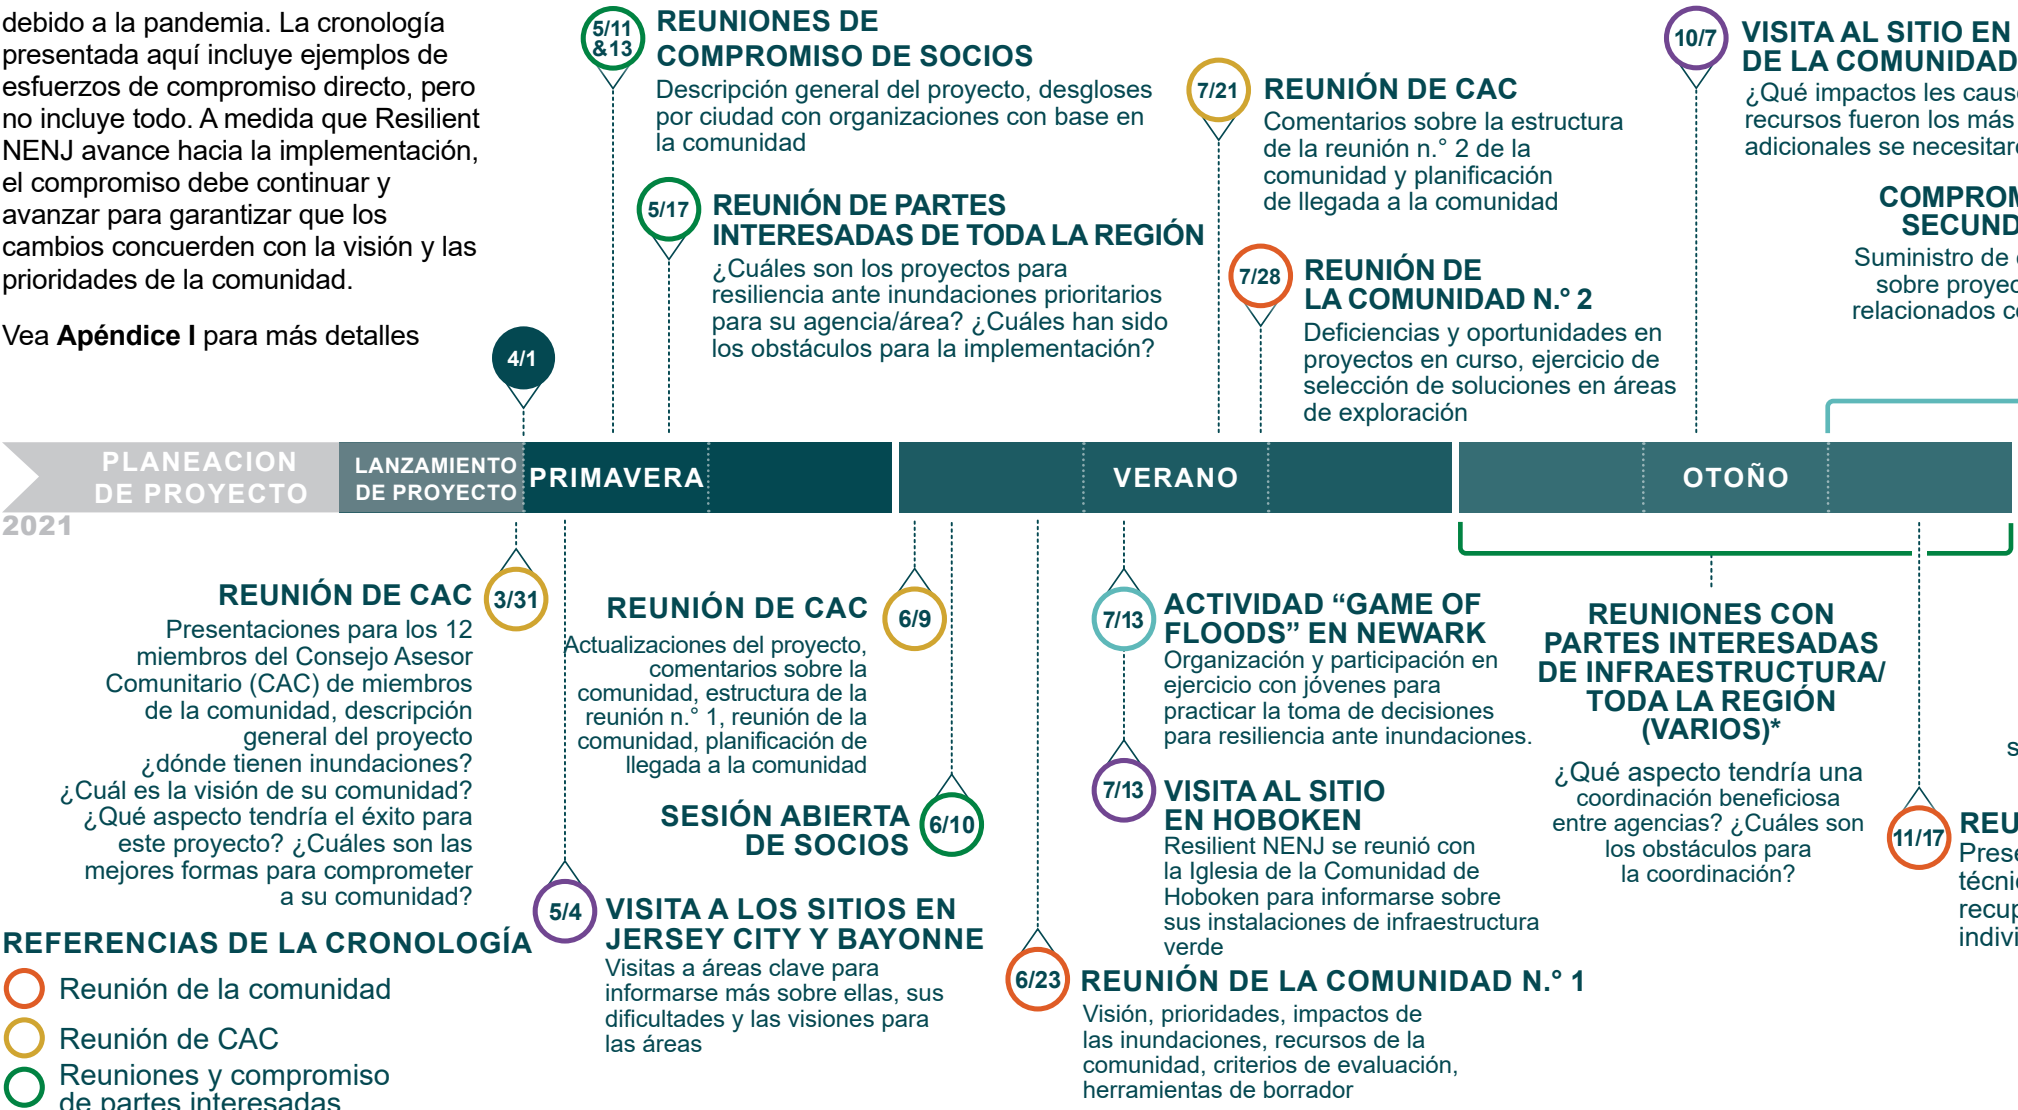 debido a la pandemia. La cronología
presentada aquí incluye ejemplos de
esfuerzos de compromiso directo, pero
no incluye todo. A medida que Resilient
NENJ avance hacia la implementación,
el compromiso debe continuar y
avanzar para garantizar que los
cambios concuerden con la visión y las
prioridades de la comunidad.
Vea Apéndice I para más detalles
4/1
5/11
&13
REUNIONES DE
COMPROMISO DE SOCIOS
Descripción general del proyecto, desgloses
por ciudad con organizaciones con base en
la comunidad
5/17
REUNIÓN DE PARTES
INTERESADAS DE TODA LA REGIÓN
¿Cuáles son los proyectos para
resiliencia ante inundaciones prioritarios
para su agencia/área? ¿Cuáles han sido
los obstáculos para la implementación?
7/21
REUNIÓN DE CAC
Comentarios sobre la estructura
de la reunión n.° 2 de la
comunidad y planificación
de llegada a la comunidad
7/28
REUNIÓN DE
LA COMUNIDAD N.° 2
Deficiencias y oportunidades en
proyectos en curso, ejercicio de
selección de soluciones en áreas
de exploración
10/7
VISITA AL SITIO EN
DE LA COMUNIDAD
¿Qué impactos les
recursos fueron los más
adicionales se
Suministro de
sobre
relacionados
PLANEACION
DE PROYECTO
LANZAMIENTO
DE PROYECTO
PRIMAVERA
VERANO
OTOÑO
2021
REUNIÓN DE CAC
3/31
Presentaciones para los 12
miembros del Consejo Asesor
Comunitario (CAC) de miembros
de la comunidad, descripción
general del proyecto
¿dónde tienen inundaciones?
¿Cuál es la visión de su comunidad?
¿Qué aspecto tendría el éxito para
este proyecto? ¿Cuáles son las
mejores formas para comprometer
a su comunidad?
REUNIÓN DE CAC
6/9
Actualizaciones del proyecto,
comentarios sobre la
comunidad, estructura de la
reunión n.° 1, reunión de la
comunidad, planificación de
llegada a la comunidad
SESIÓN ABIERTA
DE SOCIOS
6/10
5/4
VISITA A LOS SITIOS EN
JERSEY CITY Y BAYONNE
Visitas a áreas clave para
informarse más sobre ellas, sus
dificultades y las visiones para
las áreas
7/13
ACTIVIDAD “GAME OF
FLOODS” EN NEWARK
Organización y participación en
ejercicio con jóvenes para
practicar la toma de decisiones
para resiliencia ante inundaciones.
7/13
VISITA AL SITIO
EN HOBOKEN
Resilient NENJ se reunió con
la Iglesia de la Comunidad de
Hoboken para informarse sobre
sus instalaciones de infraestructura
verde
6/23
REUNIÓN DE LA COMUNIDAD N.° 1
Visión, prioridades, impactos de
las inundaciones, recursos de la
comunidad, criterios de evaluación,
herramientas de borrador
REUNIONES CON
PARTES INTERESADAS
DE INFRAESTRUCTURA/
TODA LA REGIÓN
(VARIOS)*
¿Qué aspecto tendría una
coordinación beneficiosa
entre agencias? ¿Cuáles son
los obstáculos para
la coordinación?
11/17
REFERENCIAS DE LA CRONOLOGÍA
Reunión de la comunidad
Reunión de CAC
Reuniones y compromiso
de partes interesadas